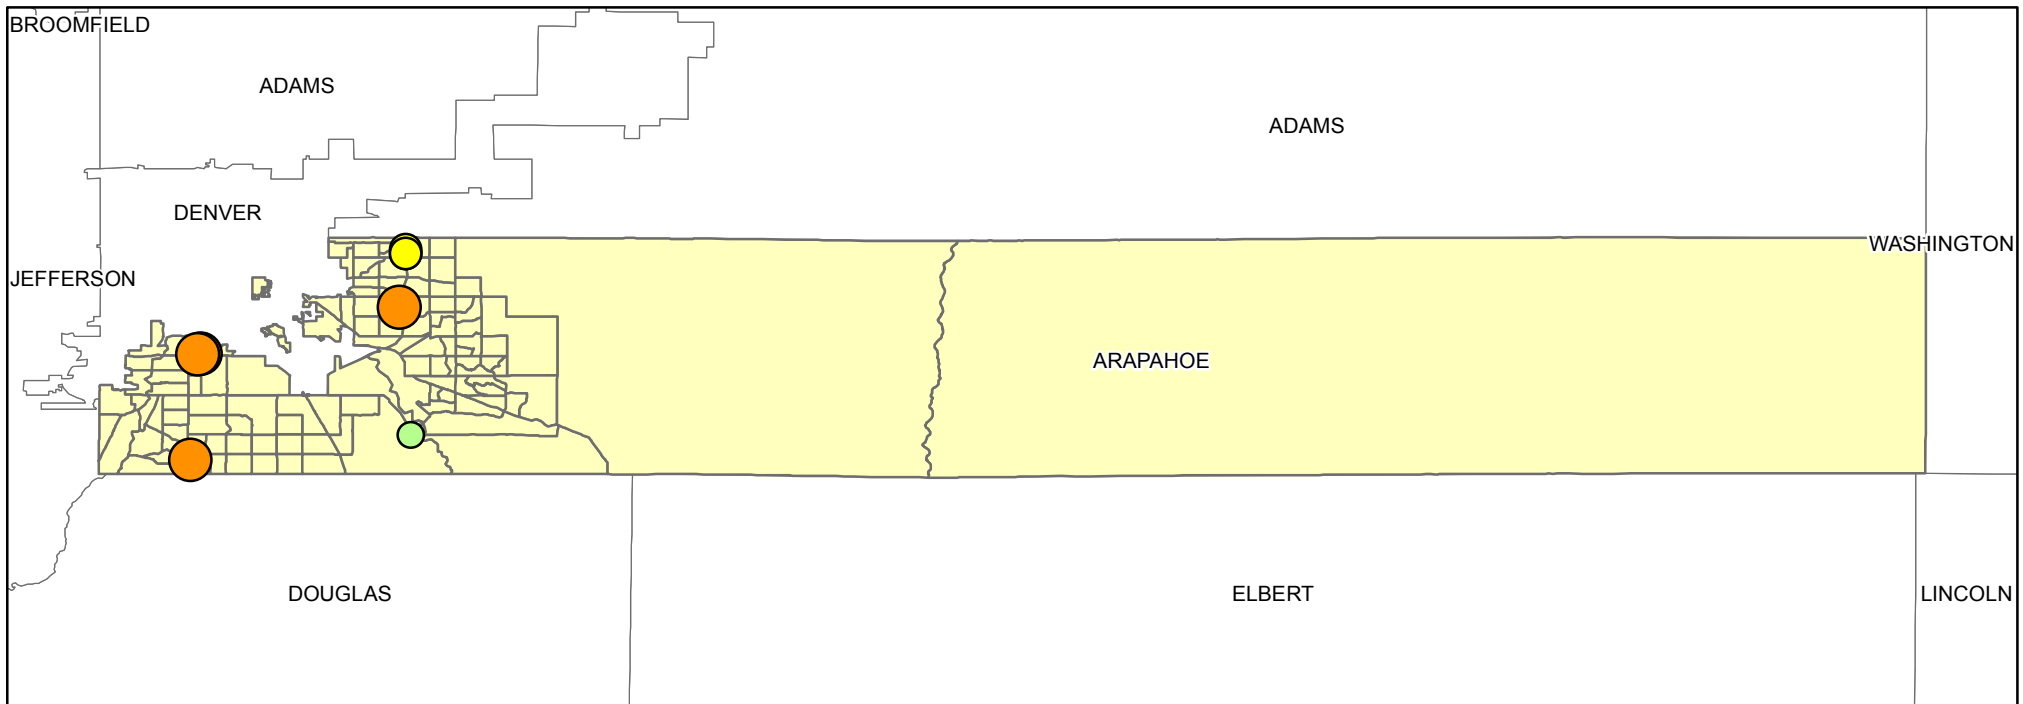 BROOMFIELD
ADAMS
ADAMS
DENVER
WASHINGTON
JEFFERSON
ARAPAHOE
DOUGLAS
ELBERT
LINCOLN